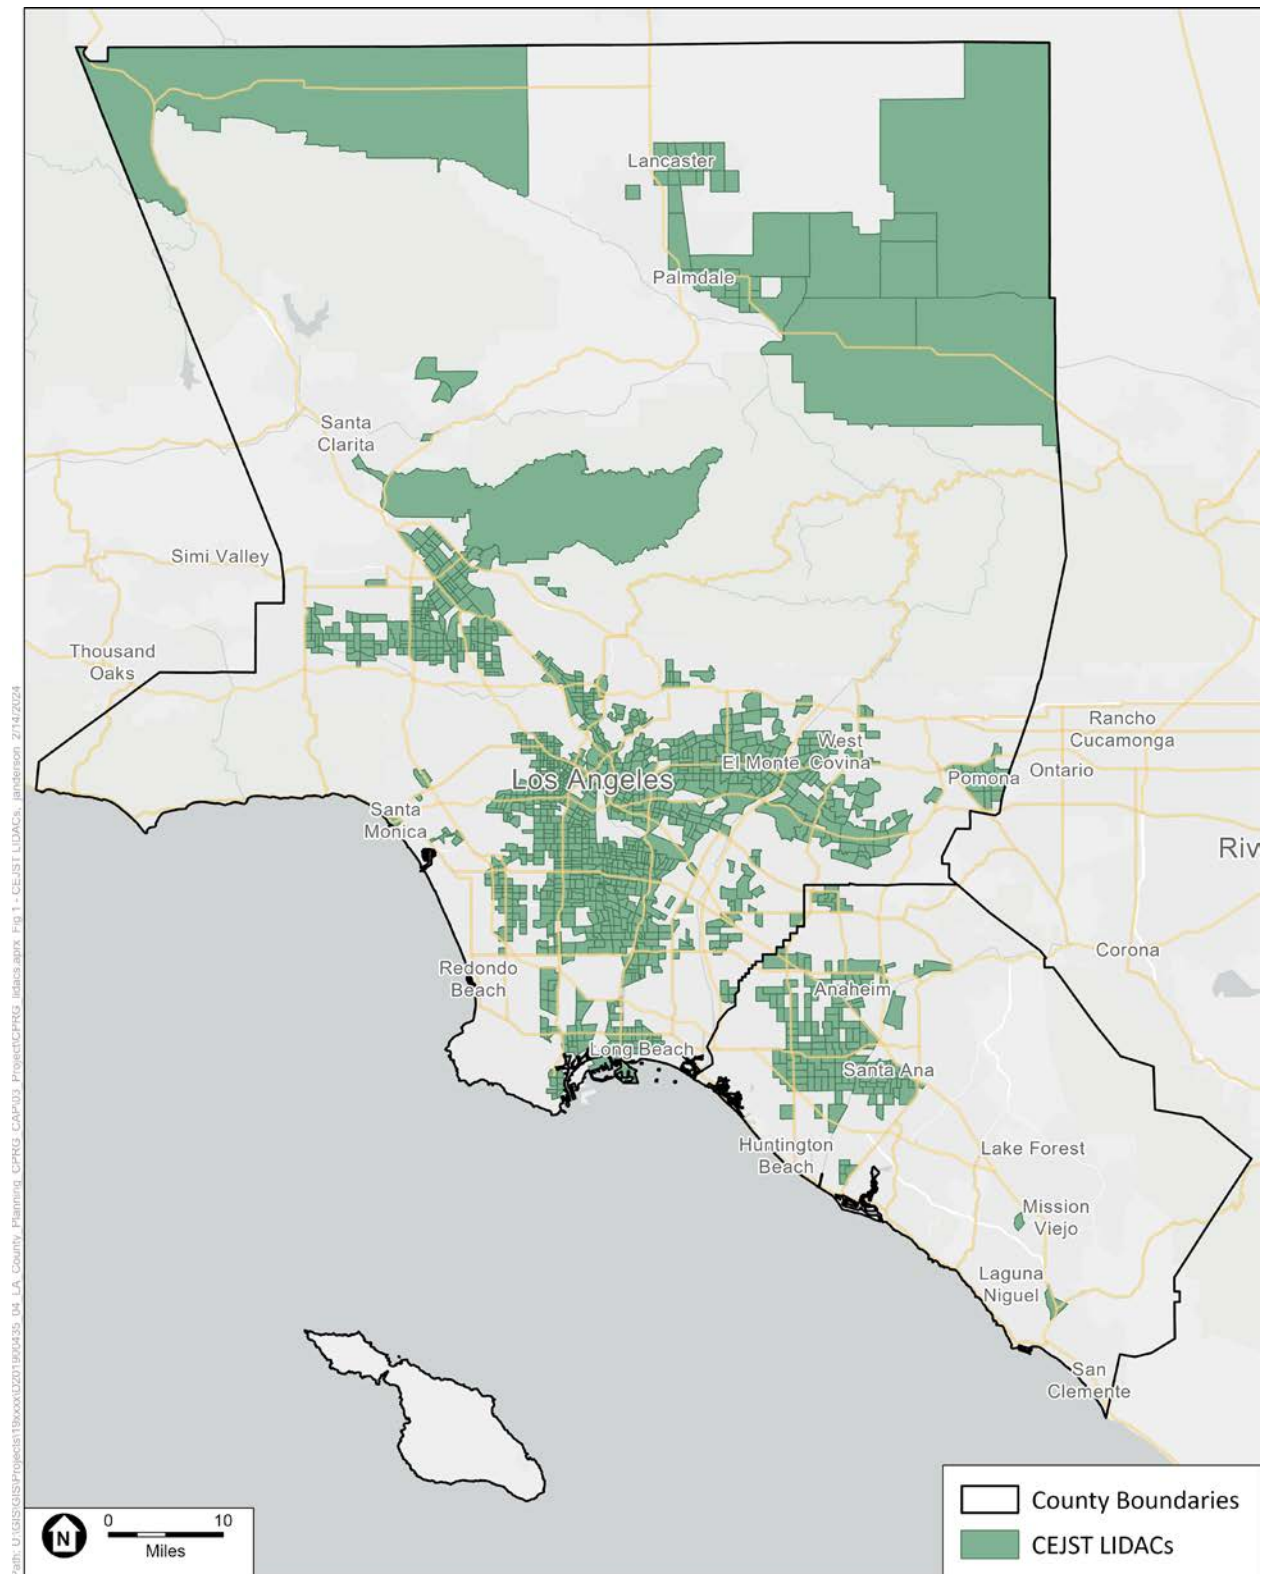 Lancaster
Palmdale
Santa
Clarita
Simi Valley
Thousand
Oaks
Rancho
Cucamonga
West
El Monte Covina
Pomona
Ontario
Los Angeles
Santa
Monica
Riv
Corona
Redondo
Beach
Anaheim
Long Beach
Santa Ana
Huntington
Beach
Lake Forest
Mission
Viejo
Laguna
Niguel
San
Clemente
N
0 10
Miles
County Boundaries
CEJST LIDACs